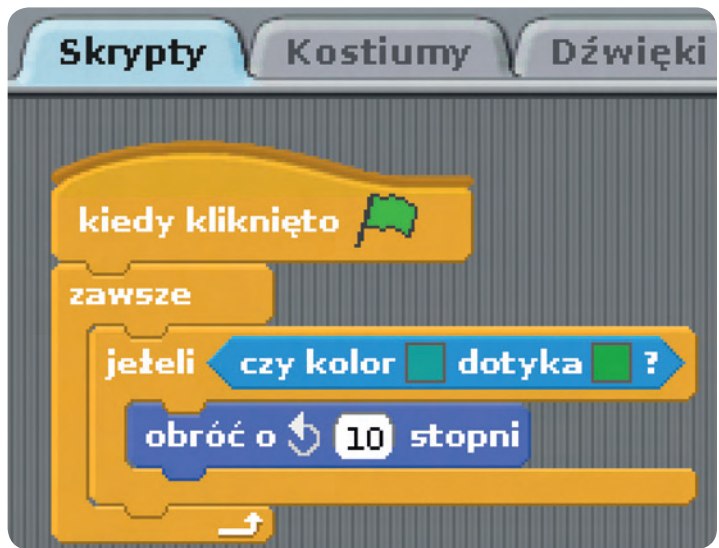 Skrypty Kostiumy Dźwięki
kiedy kliknięto
zawsze
jeżeli czy kolor dotyka ?
obróć o 10 stopni